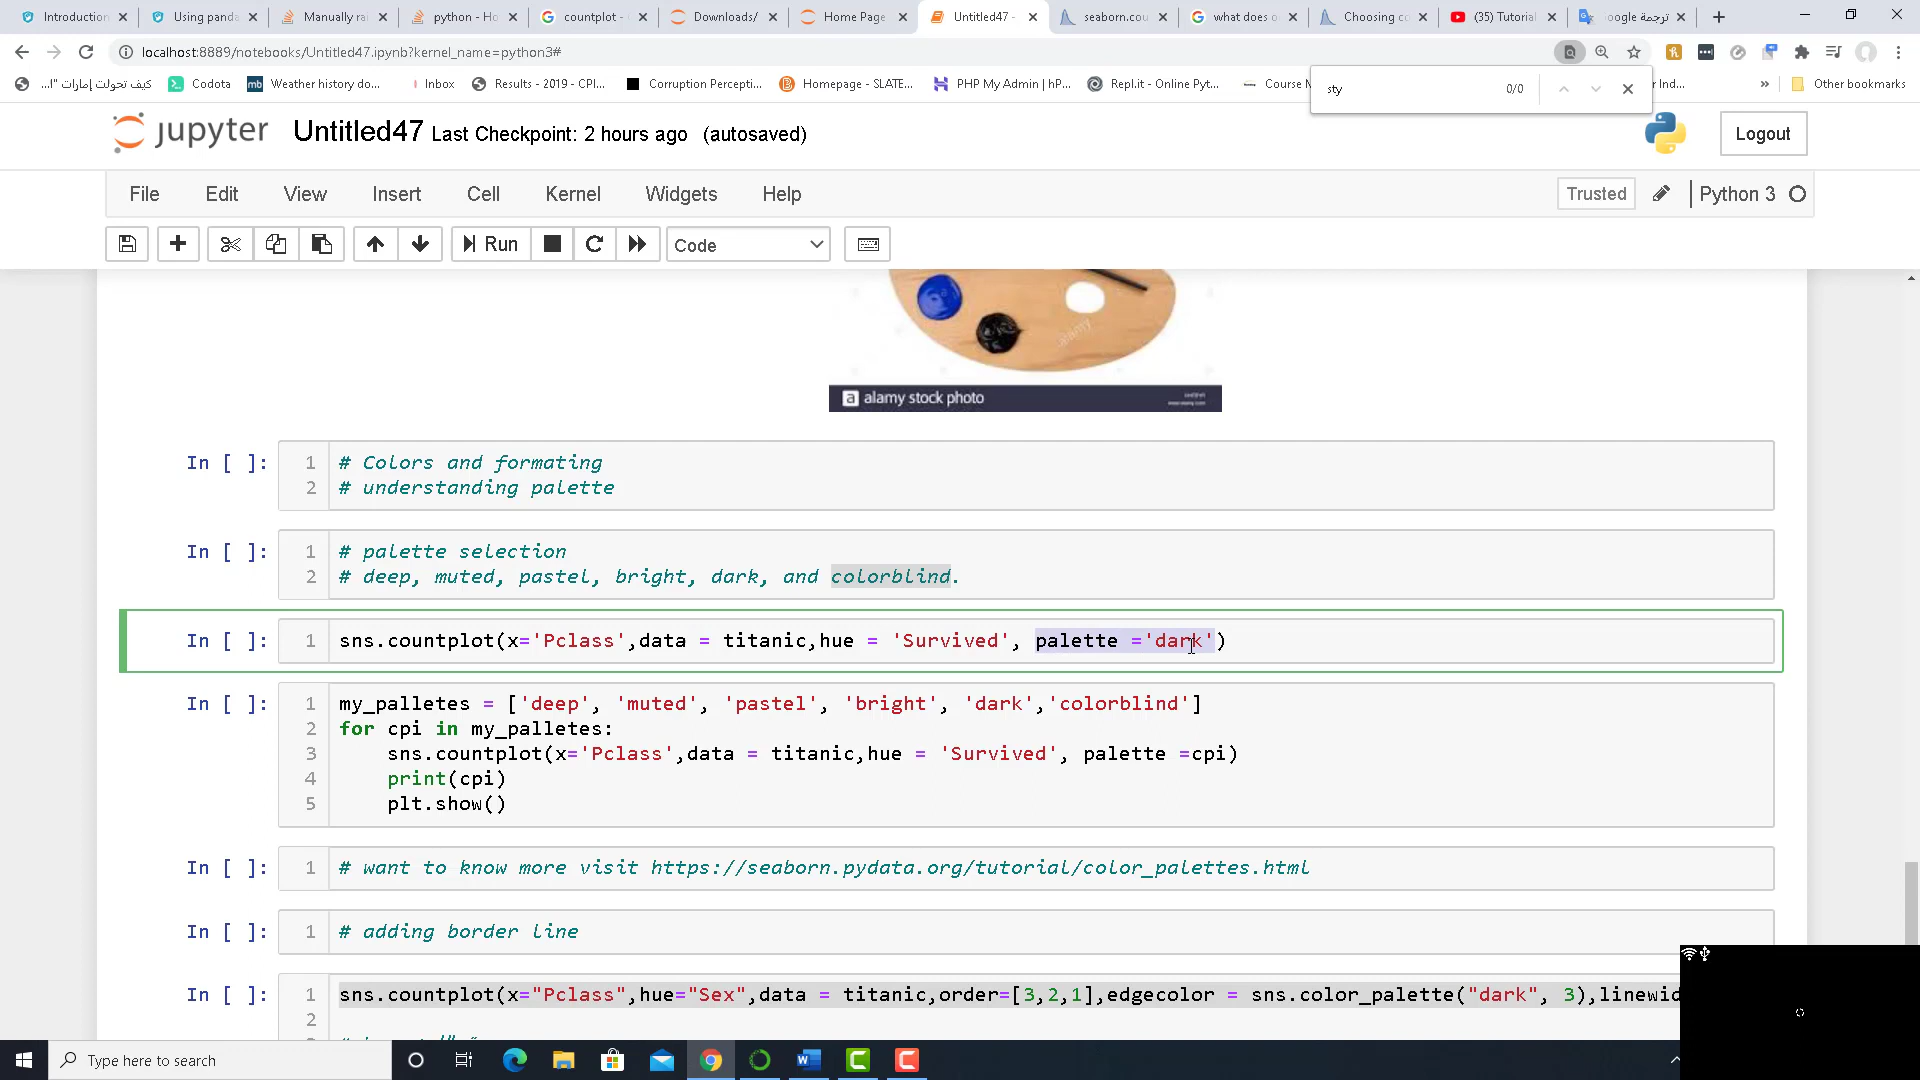 Introduction
Using panda
Manually ra
python - Ho
countplot -
Downloads/
Home Page
Untitled47 -
seaborn.cou
what does o
Choosing co
(35) Tutorial
ترجمة Google
localhost:8889/notebooks/Untitled47.ipynb?kernel_name=python3#
كيف تحولت إمارات "ا...
Codota
Weather history do...
Inbox
Results - 2019 - CPI...
Corruption Percepti...
Homepage - SLATE...
PHP My Admin | hP...
Repl.it - Online Pyt...
Course
Ind...
Other bookmarks
sty
0/0
jupyter
Untitled47 Last Checkpoint: 2 hours ago (autosaved)
Logout
File Edit View Insert Cell Kernel Widgets Help
Trusted
Python 3
Run
Code
alamy
a alamy stock photo
In [ ]: 1 # Colors and formating
2 # understanding palette
In [ ]: 1 # palette selection
2 # deep, muted, pastel, bright, dark, and colorblind.
In [ ]: 1 sns.countplot(x='Pclass',data = titanic,hue = 'Survived', palette ='dark')
In [ ]: 1 my_palletes = ['deep', 'muted', 'pastel', 'bright', 'dark','colorblind']
2 for cpi in my_palletes:
3 sns.countplot(x='Pclass',data = titanic,hue = 'Survived', palette =cpi)
4 print(cpi)
5 plt.show()
In [ ]: 1 # want to know more visit https://seaborn.pydata.org/tutorial/color_palettes.html
In [ ]: 1 # adding border line
In [ ]: 1 sns.countplot(x="Pclass",hue="Sex",data = titanic,order=[3,2,1],edgecolor = sns.color_palette("dark", 3),linewid
2
Type here to search